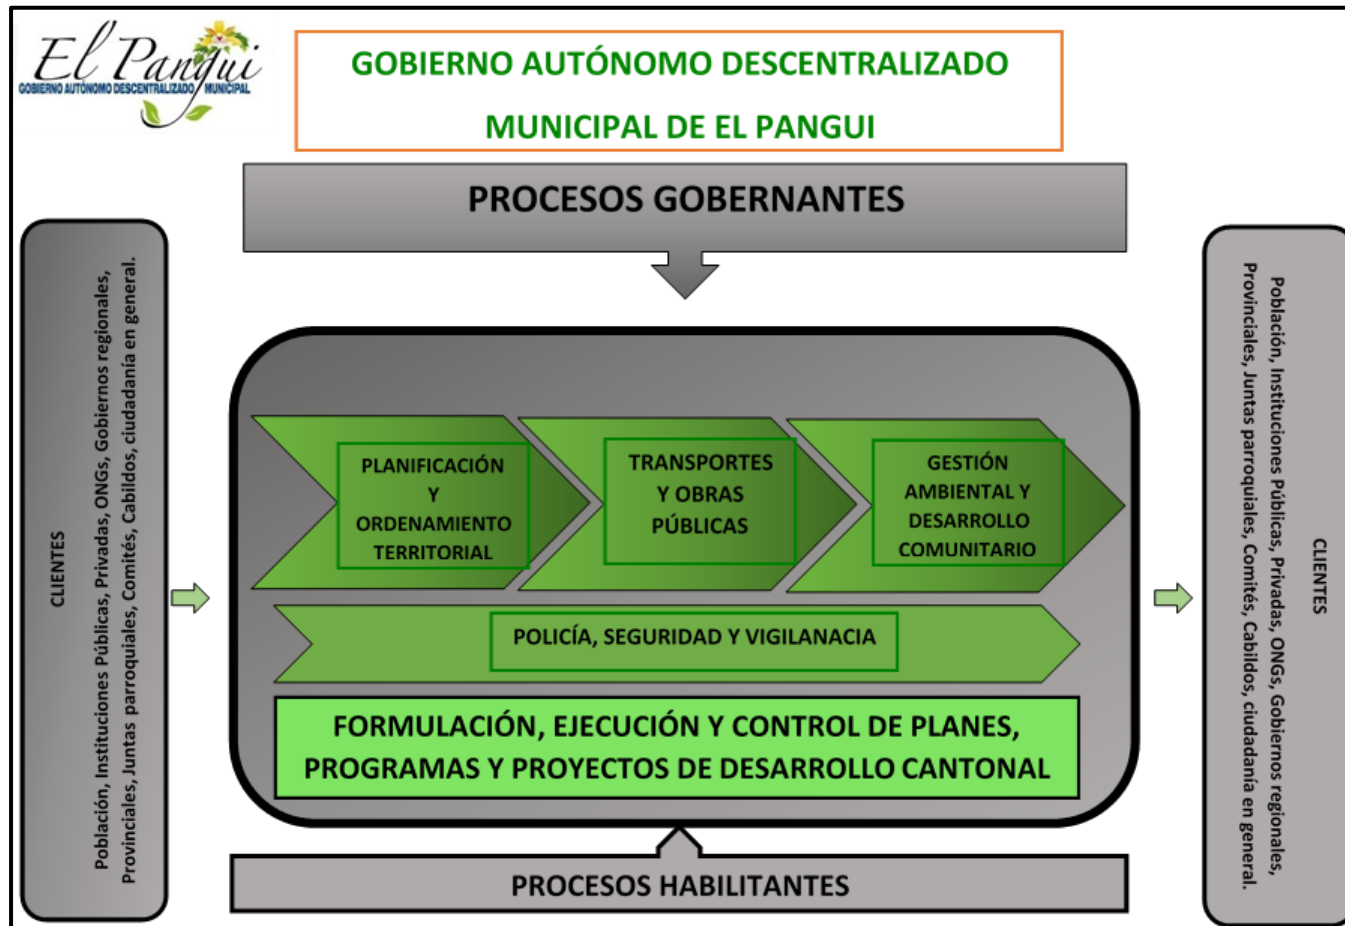 El Pangui
GOBIERNO AUTÓNOMO DESCENTRALIZADO MUNICIPAL
GOBIERNO AUTÓNOMO DESCENTRALIZADO
MUNICIPAL DE EL PANGUI
PROCESOS GOBERNANTES
CLIENTES
Población, Instituciones Públicas, Privadas, ONGs, Gobiernos regionales,
Provinciales, Juntas parroquiales, Comités, Cabildos, ciudadanía en general.
PLANIFICACIÓN
Y
ORDENAMIENTO
TERRITORIAL
TRANSPORTES
Y OBRAS
PÚBLICAS
GESTIÓN
AMBIENTAL Y
DESARROLLO
COMUNITARIO
POLICÍA, SEGURIDAD Y VIGILANACIA
FORMULACIÓN, EJECUCIÓN Y CONTROL DE PLANES,
PROGRAMAS Y PROYECTOS DE DESARROLLO CANTONAL
PROCESOS HABILITANTES
CLIENTES
Población, Instituciones Públicas, Privadas, ONGs, Gobiernos regionales,
Provinciales, Juntas parroquiales, Comités, Cabildos, ciudadanía en general.